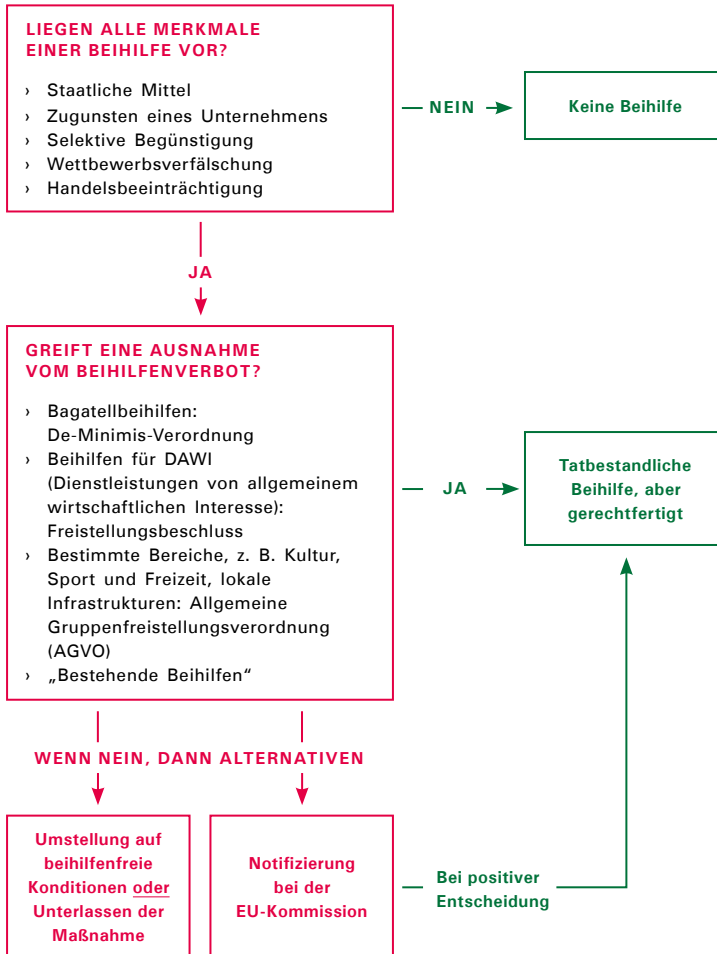 LIEGEN ALLE MERKMALE
EINER BEIHILFE VOR?
› Staatliche Mittel
› Zugunsten eines Unternehmens
› Selektive Begünstigung
› Wettbewerbsverfälschung
› Handelsbeeinträchtigung
NEIN
Keine Beihilfe
JA
GREIFT EINE AUSNAHME
VOM BEIHILFENVERBOT?
› Bagatellbeihilfen:
De-Minimis-Verordnung
› Beihilfen für DAWI
(Dienstleistungen von allgemeinem
wirtschaftlichen Interesse):
Freistellungsbeschluss
› Bestimmte Bereiche, z. B. Kultur,
Sport und Freizeit, lokale
Infrastrukturen: Allgemeine
Gruppenfreistellungsverordnung
(AGVO)
› „Bestehende Beihilfen“
JA
Tatbestandliche
Beihilfe, aber
gerechtfertigt
WENN NEIN, DANN ALTERNATIVEN
Umstellung auf
beihilfenfreie
Konditionen oder
Unterlassen der
Maßnahme
Notifizierung
bei der
EU-Kommission
Bei positiver
Entscheidung